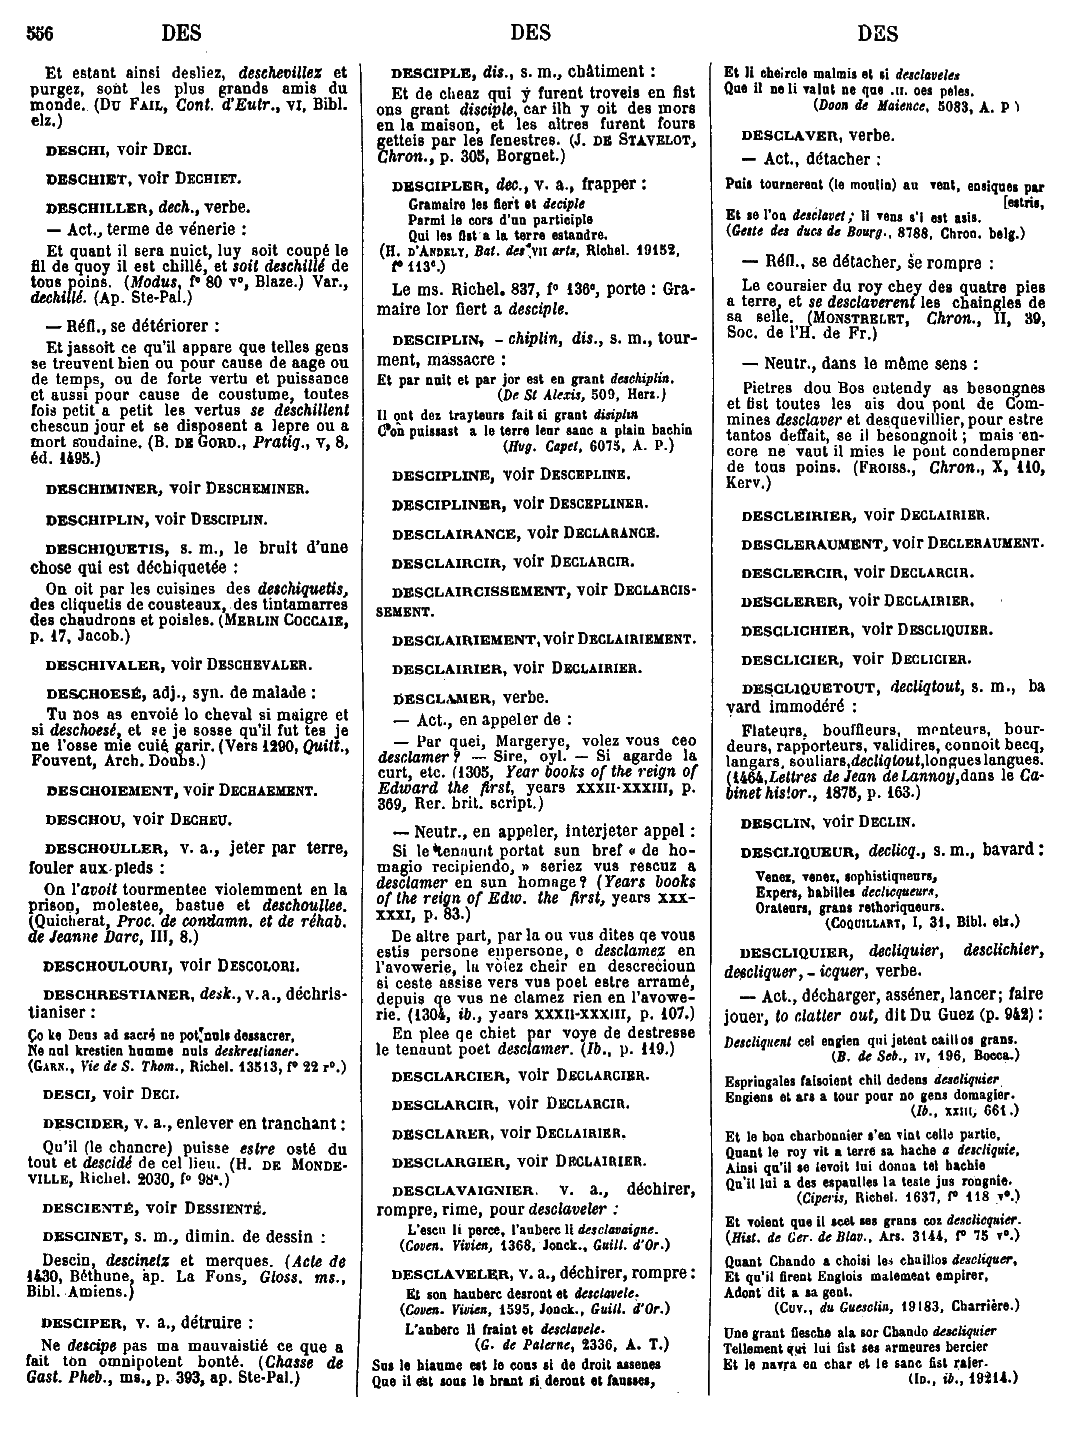 556 DES DES DES
Et estant ainsi desliez, deschevillez et
purgez, sont les plus grands amis du
monde. (DU FAIL, Cont. d'Eutr., VI, Bibl.
elz.)
DESCHI, voir DECI.
DESCHIET, voir DECHIET.
DESCHILLER, dech., verbe.
— Act., terme de vénerie :
Et quant il sera nuict, luy soit coupé le
fil de quoy il est chillé, et soit deschillé de
tous poins. (Modus, f° 80 v°, Blaze.) Var.,
dechillé. (Ap. Ste-Pal.)
— Réfl., se détériorer :
Et jassoit ce qu'il appare que telles gens
se treuvent bien ou pour cause de aage ou
de temps, ou de forte vertu et puissance
et aussi pour cause de coustume, toutes
fois petit a petit les vertus se deschillent
chescun jour et se disposent a lepre ou a
mort soudaine. (B. DE GORD., Pratiq., V, 8,
éd. 1495.)
DESCHIMINER, voir DESCHEMINER.
DESCHIPLIN, voir DESCIPLIN.
DESCHIQUETIS, s. m., le bruit d'une
chose qui est déchiquetée :
On oit par les cuisines des deschiquetis,
des cliquetis de cousteaux, des tintamarres
des chaudrons et poisles. (MERLIN COCCAIE,
p. 17, Jacob.)
DESCHIVALER, voir DESCHEVALER.
DESCHOESÉ, adj., syn. de malade :
Tu nos as envoié lo cheval si maigre et
si deschoesé, et se je sosse qu'il fut tes je
ne l'osse mie cuié garir. (Vers 1290, Quitt.,
Fouvent, Arch. Doubs.)
DESCHOIEMENT, voir DECHAEMENT.
DESCHOU, voir DECHEU.
DESCHOULLER, v. a., jeter par terre,
fouler aux pieds :
On l'avoit tourmentee violemment en la
prison, molestee, bastue et deschoullee.
(Quicherat, Proc. de condamn. et de réhab.
de Jeanne Darc, III, 8.)
DESCHOULOURI, voir DESCOLORI.
DESCHRESTIANER, desk., v. a., déchris-
tianiser :
Ço ke Deus ad sacré ne pot nuls dessacrer,
Ne nul krestien humme nuls deskrestianer.
(GARN., Vie de S. Thom., Richel. 13513, f° 22 r°.)
DESCI, voir DECI.
DESCIDER, v. a., enlever en tranchant :
Qu'il (le chancre) puisse estre osté du
tout et descidé de cel lieu. (H. DE MONDE-
VILLE, Richel. 2030, f° 98ª.)
DESCIENTÉ, voir DESSIENTÉ.
DESCINET, s. m., dimin. de dessin :
Descin, descinetz et merques. (Acte de
1430, Béthune, ap. La Fons, Gloss. ms.,
Bibl. Amiens.)
DESCIPER, v. a., détruire :
Ne descipe pas ma mauvaistié ce que a
fait ton omnipotent bonté. (Chasse de
Gast. Pheb., ms., p. 393, ap. Ste-Pal.)
DESCIPLE, dis., s. m., châtiment :
Et de cheaz qui y furent troveis en fist
ons grant disciple, car ilh y oit des mors
en la maison, et les altres furent fours
getteis par les fenestres. (J. DE STAVELOT,
Chron., p. 305, Borgnet.)
DESCIPLER, dec., v. a., frapper :
Gramaire les fiert et deciple
Parmi le cors d'un participle
Qui les fist a la terre estandre.
(H. D'ANDELY, Bat. des VII arts, Richel. 19152,
f° 113ᶜ.)
Le ms. Richel. 837, f° 136ᵉ, porte : Gra-
maire lor fiert a desciple.
DESCIPLIN, - chiplin, dis., s. m., tour-
ment, massacre :
Et par nuit et par jor est en grant deschiplin.
(De St Alexis, 509, Herz.)
Il ont dez trayteurs fait si grant disiplin
C'on puissast a le terre leur sanc a plain bachin
(Hug. Capet, 6075, A. P.)
DESCIPLINE, voir DESCEPLINE.
DESCIPLINER, voir DESCEPLINER.
DESCLAIRANCE, voir DECLARANCE.
DESCLAIRCIR, voir DECLARCIR.
DESCLAIRCISSEMENT, voir DECLARCIS-
SEMENT.
DESCLAIRIEMENT, voir DECLAIRIEMENT.
DESCLAIRIER, voir DECLAIRIER.
DESCLAMER, verbe.
— Act., en appeler de :
— Par quei, Margerye, volez vous ceo
desclamer ? — Sire, oyl. — Si agarde la
curt, etc. (1305, Year books of the reign of
Edward the first, years XXXII-XXXIII, p.
369, Rer. brit. script.)
— Neutr., en appeler, interjeter appel :
Si le tenaunt portat sun bref « de ho-
magio recipiendo, » seriez vus rescuz a
desclamer en sun homage ? (Years books
of the reign of Edw. the first, years XXX-
XXXI, p. 83.)
De altre part, par la ou vus dites qe vous
estis persone enpersone, e desclamez en
l'avowerie, la voiez cheir en descrecioun
si ceste assise vers vus poet estre arramé,
depuis qe vus ne clamez rien en l'avowe-
rie. (1304, ib., years XXXII-XXXIII, p. 107.)
En plee qe chiet par voye de destresse
le tenaunt poet desclamer. (Ib., p. 119.)
DESCLARCIER, voir DECLARCIER.
DESCLARCIR, voir DECLARCIR.
DESCLARER, voir DECLAIRIER.
DESCLARGIER, voir DECLAIRIER.
DESCLAVAIGNIER, v. a., déchirer,
rompre, rime, pour desclaveler :
L'escu li perce, l'auberc li desclavaigne.
(Coven. Vivien, 1368, Jonck., Guill. d'Or.)
DESCLAVELER, v. a., déchirer, rompre :
Et son hauberc desront et desclavele.
(Coven. Vivien, 1595, Jonck., Guill. d'Or.)
L'auberc li fraint et desclavele.
(G. de Palerne, 2336, A. T.)
Sus le hiaume est le cous si de droit assenes
Que il est sous le brant si deront et fausses,
Et li cheircle malmis et si desclaveles
Que il ne li valut ne que .II. oes peles.
(Doon de Maience, 5083, A. P.)
DESCLAVER, verbe.
— Act., détacher :
Puis tournerent (le moulin) au vent, ensiques par
[estris,
Et se l'on desclavet ; li vens s'i est asis.
(Geste des ducs de Bourg., 8788, Chron. belg.)
— Réfl., se détacher, se rompre :
Le coursier du roy chey des quatre pies
a terre, et se desclaverent les chaingles de
sa selle. (MONSTRELET, Chron., II, 39,
Soc. de l'H. de Fr.)
— Neutr., dans le même sens :
Pietres dou Bos entendy as besongnes
et fist toutes les ais dou pont de Com-
mines desclaver et desquevillier, pour estre
tantos deffait, se il besongnoit ; mais en-
core ne vaut il mies le pont condempner
de tous poins. (FROISS., Chron., X, 110,
Kerv.)
DESCLEIRIER, voir DECLAIRIER.
DESCLERAUMENT, voir DECLERAUMENT.
DESCLERCIR, voir DECLARCIR.
DESCLERER, voir DECLAIRIER.
DESCLICHIER, voir DESCLIQUIER.
DESCLICIER, voir DECLICIER.
DESCLIQUETOUT, decliqtout, s. m., ba
vard immodéré :
Flateurs, bouffleurs, menteurs, bour-
deurs, rapporteurs, validires, connoit becq,
langars, souliars, decliqtout, longues langues.
(1464, Lettres de Jean de Lannoy, dans le Ca-
binet histor., 1875, p. 163.)
DESCLIN, voir DECLIN.
DESCLIQUEUR, declicq., s. m., bavard :
Venez, venez, sophistiqueurs,
Expers, habilles declicqueurs,
Orateurs, grans rethoriqueurs.
(COQUILLART, I, 31, Bibl. elz.)
DESCLIQUIER, decliquier, desclichier,
descliquer, - icquer, verbe.
— Act., décharger, asséner, lancer ; faire
jouer, to clatter out, dit Du Guez (p. 942) :
Descliquent cel engien qui jetent caillos grans.
(B. de Seb., IV, 196, Bocca.)
Espringales faisoient chil dedens descliquier
Engiens et ars a tour pour no gens domagier.
(Ib., XXIII, 661.)
Et le bon charbonnier s'en vint celle partie,
Quant le roy vit a terre sa hache a descliquie,
Ainsi qu'il se levoit lui donna tel hachie
Qu'il lui a des espaulles la teste jus rongnie.
(Ciperis, Richel. 1637, f° 118 v°.)
Et voient que il scet ses grans coz desclicquier.
(Hist. de Ger. de Blav., Ars. 3144, f° 75 v°.)
Quant Chando a choisi les chaillos descliquer,
Et qu'il firent Englois malement empirer,
Adont dit a sa gent.
(CUV., du Guesclin, 19183, Charrière.)
Une grant flesche ala sor Chando descliquier
Tellement qui lui fist ses armeures bercier
Et le navra en char et le sanc fist raier.
(ID., ib., 19214.)